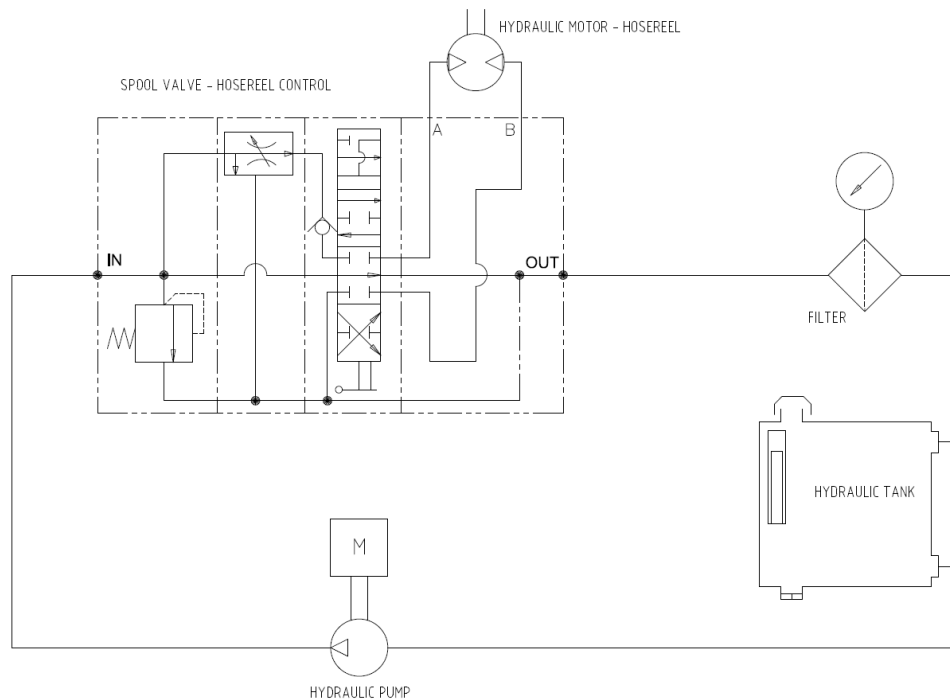 HYDRAULIC MOTOR - HOSEREEL
SPOOL VALVE - HOSEREEL CONTROL
A
B
IN
OUT
FILTER
HYDRAULIC TANK
M
HYDRAULIC PUMP